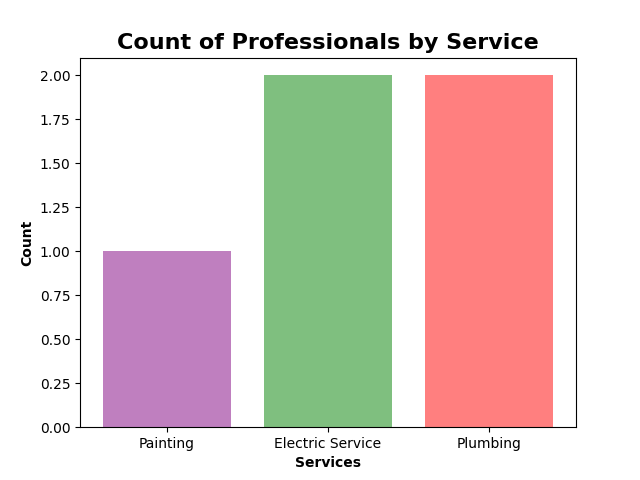 Count of Professionals by Service
2.00
1.75
1.50
1.25
1.00
0.75
0.50
0.25
0.00
Count
Painting Electric Service Plumbing
Services